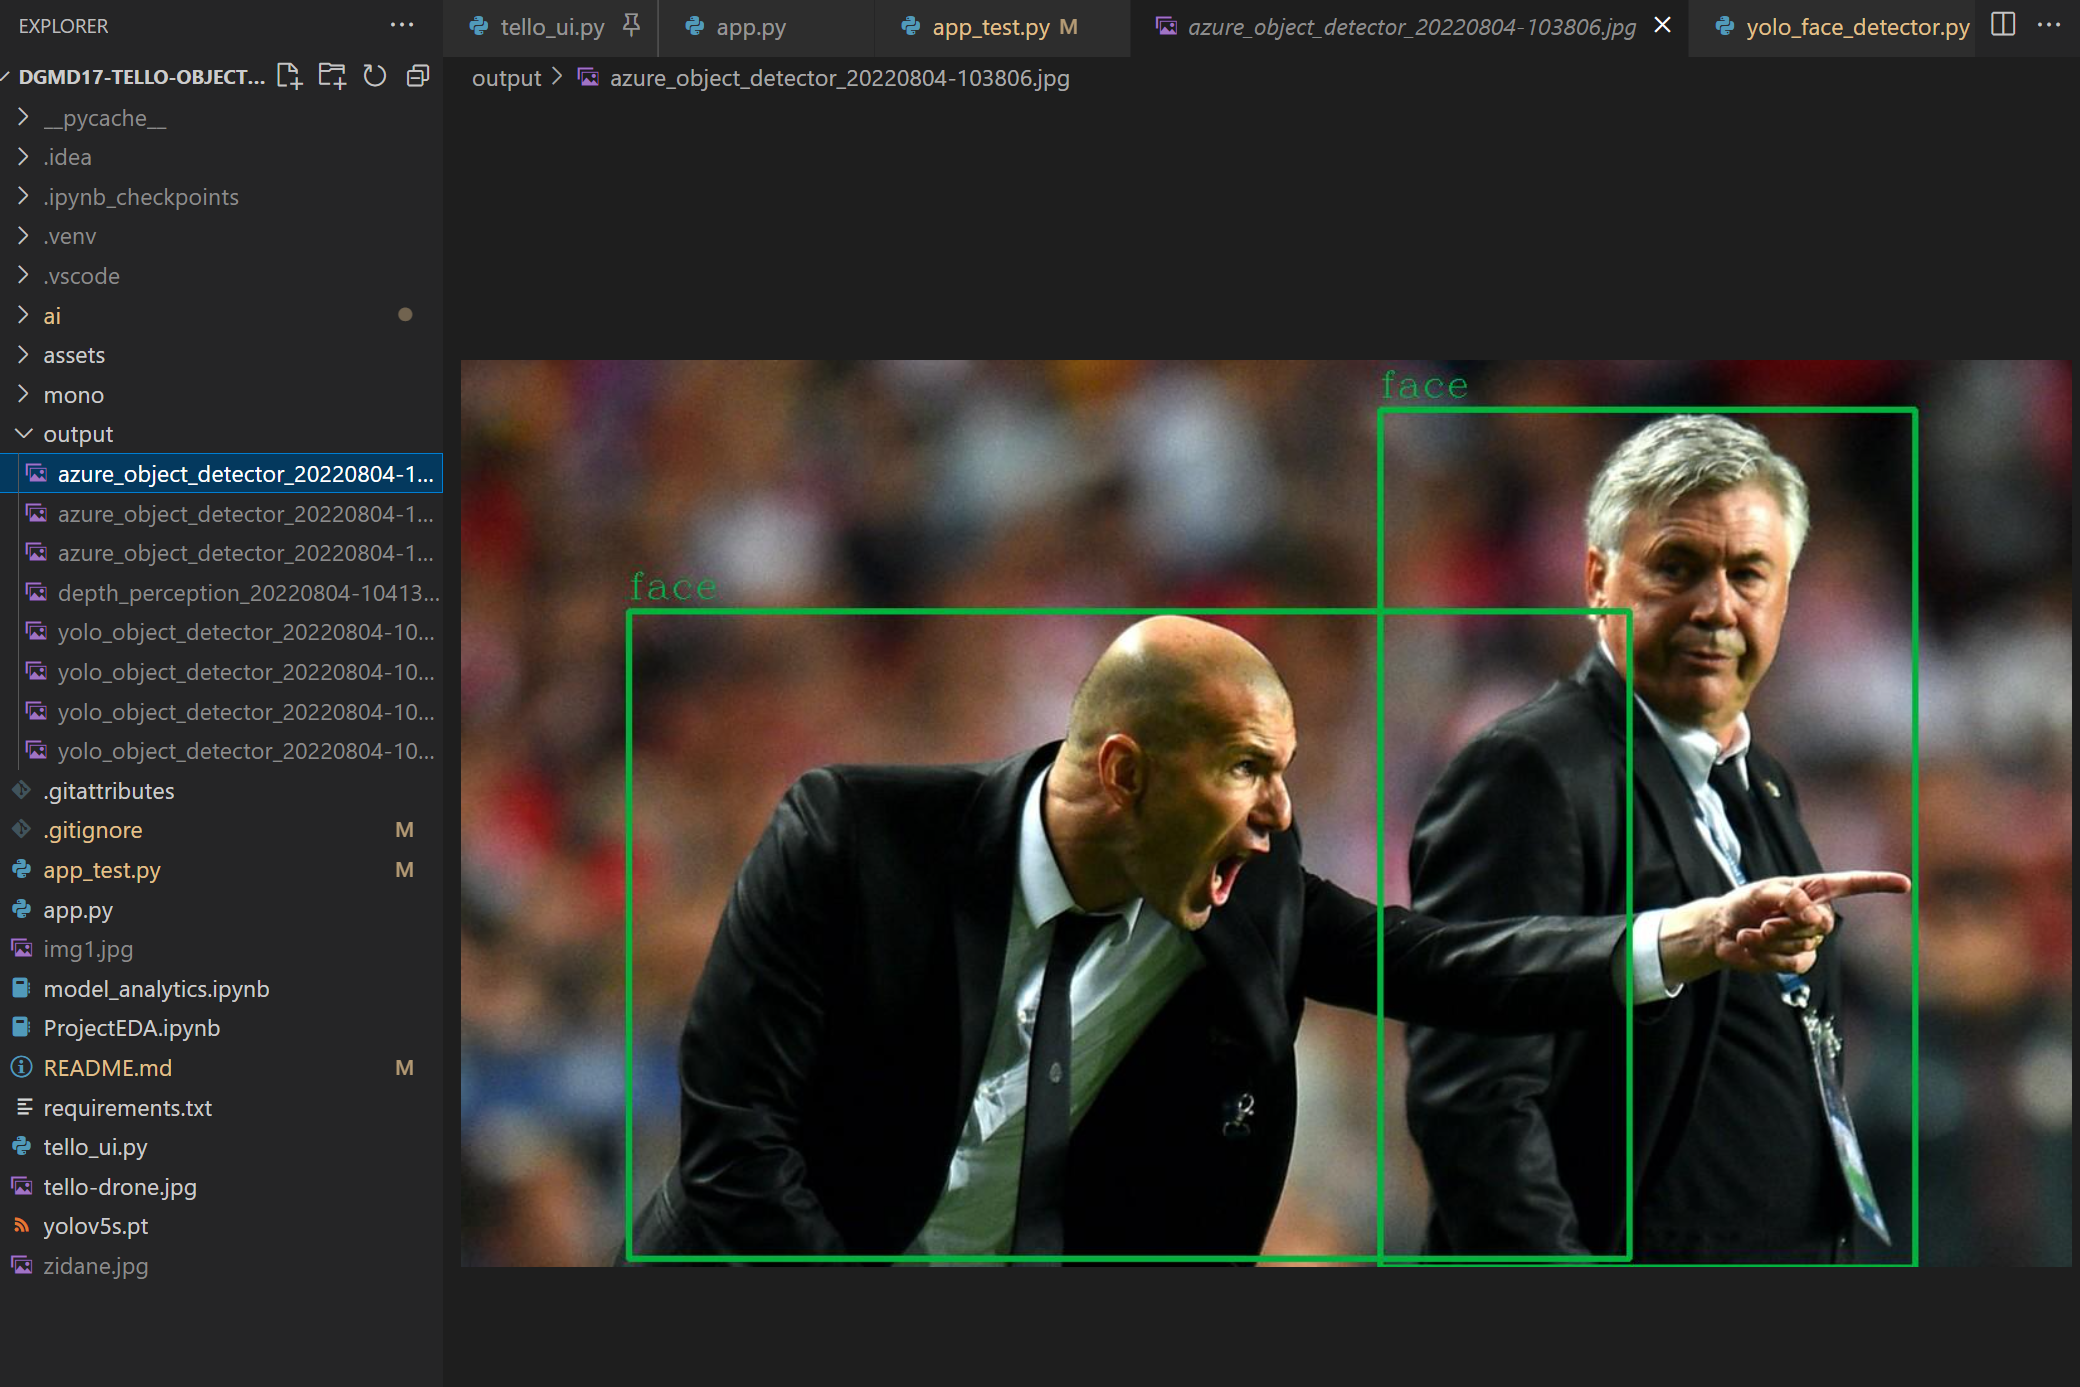 EXPLORER
DGMD17-TELLO-OBJECT...
__pycache__
.idea
.ipynb_checkpoints
.venv
.vscode
ai
assets
mono
output
azure_object_detector_20220804-1...
azure_object_detector_20220804-1...
azure_object_detector_20220804-1...
depth_perception_20220804-10413...
yolo_object_detector_20220804-10...
yolo_object_detector_20220804-10...
yolo_object_detector_20220804-10...
yolo_object_detector_20220804-10...
.gitattributes
.gitignore M
app_test.py M
app.py
img1.jpg
model_analytics.ipynb
ProjectEDA.ipynb
README.md M
requirements.txt
tello_ui.py
tello-drone.jpg
yolov5s.pt
zidane.jpg
tello_ui.py app.py app_test.py M azure_object_detector_20220804-103806.jpg yolo_face_detector.py
output > azure_object_detector_20220804-103806.jpg
face
face